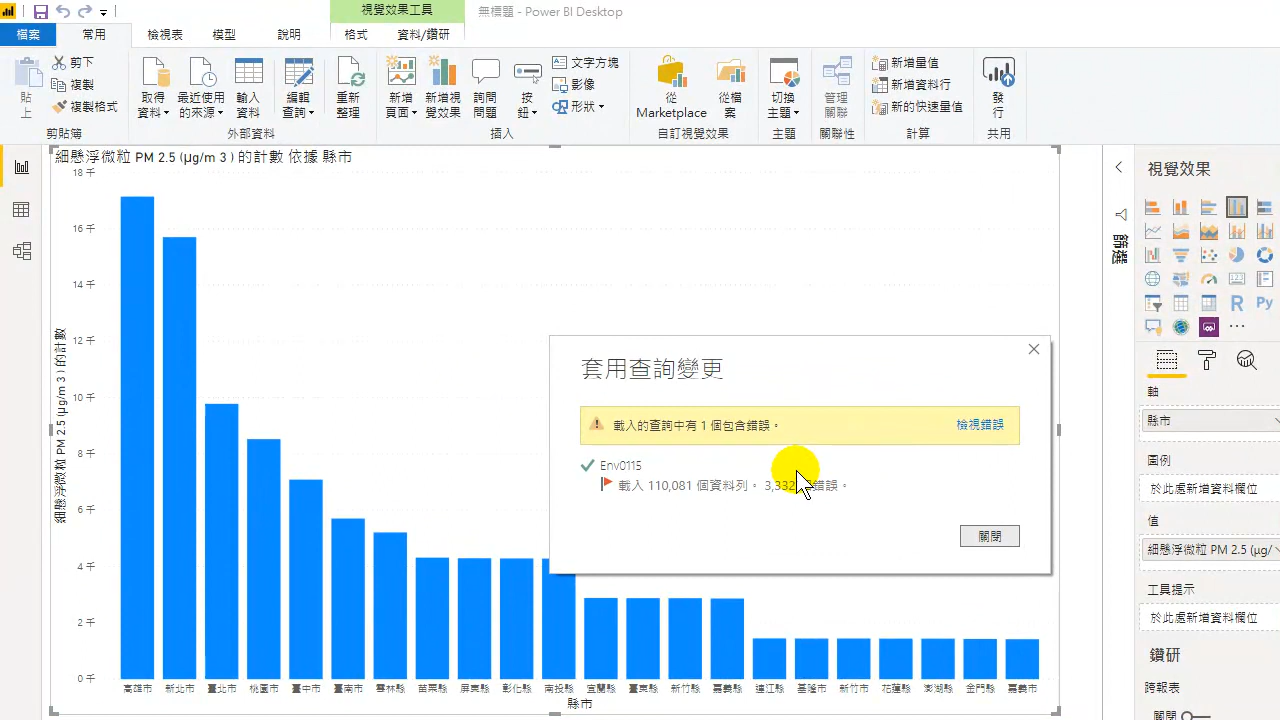 視覺效果工具
無標題 - Power BI Desktop
檔案
常用
檢視表
模型
說明
格式
資料/鑽研
貼上
剪下
複製
複製格式
剪貼簿
取得資料
最近使用的來源
輸入資料
編輯查詢
重新整理
外部資料
新增頁面
新增視覺效果
詢問問題
按鈕
文字方塊
影像
形狀
插入
從 Marketplace
從檔案
自訂視覺效果
切換主題
主題
管理關聯
關聯性
新增量值
新增資料行
新的快速量值
計算
發行
共用
細懸浮微粒 PM 2.5 (μg/m 3 ) 的計數 依據 縣市
細懸浮微粒 PM 2.5 (μg/m 3 ) 的計數
18 千
16 千
14 千
12 千
10 千
8 千
6 千
4 千
2 千
0 千
高雄市 新北市 臺北市 桃園市 臺中市 臺南市 雲林縣 苗栗縣 屏東縣 彰化縣 南投縣 宜蘭縣 臺東縣 新竹縣 嘉義縣 連江縣 基隆市 新竹市 花蓮縣 澎湖縣 金門縣 嘉義市
縣市
套用查詢變更
載入的查詢中有 1 個包含錯誤。
檢視錯誤
Env0115
載入 110,081 個資料列。 3,332 錯誤。
關閉
篩選
視覺效果
R
Py
軸
縣市
圖例
於此處新增資料欄位
值
細懸浮微粒 PM 2.5 (μg/
工具提示
於此處新增資料欄位
鑽研
跨報表
關閉